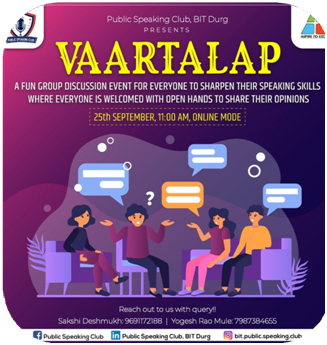 Public Speaking Club, BIT Durg
PRESENTS
VAARTALAP
A FUN GROUP DISCUSSION EVENT FOR EVERYONE TO SHARPEN THEIR SPEAKING SKILLS
WHERE EVERYONE IS WELCOMED WITH OPEN HANDS TO SHARE THEIR OPINIONS
25th SEPTEMBER, 11:00 AM, ONLINE MODE
?
Reach out to us with query!!
Sakshi Deshmukh: 9691172188 | Yogesh Rao Mule: 7987384655
Public Speaking Club
Public Speaking Club, BIT Durg
bit.public.speaking.club